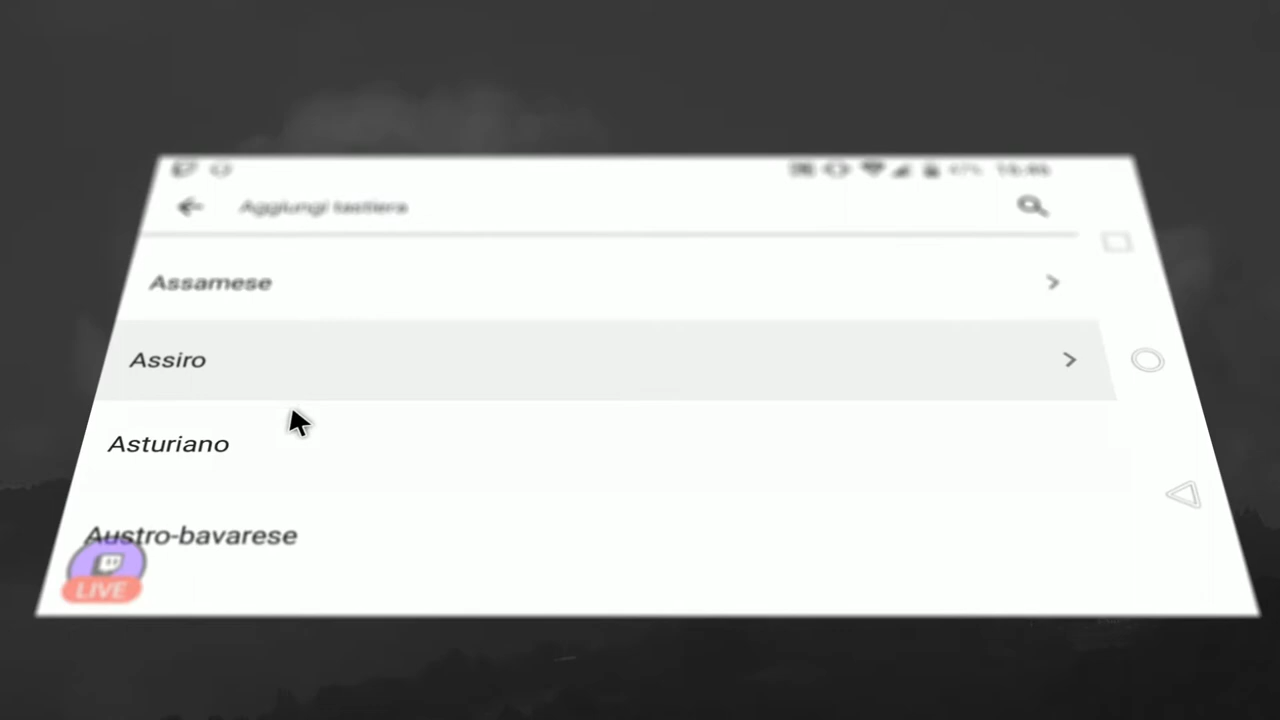 Aggiungi tastiera
Assamese
Assiro
Asturiano
Austro-bavarese
LIVE